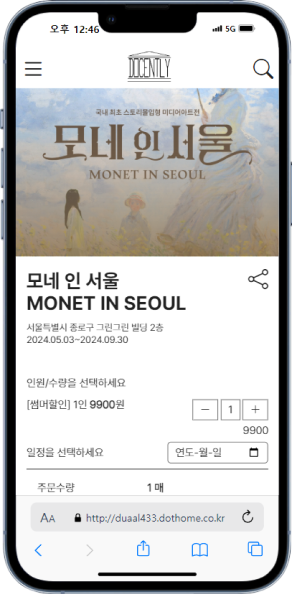 오후 12:46
5G
DOCENTLY
국내 최초 스토리몰입형 미디어아트전
모네 인 서울
MONET IN SEOUL
모네 인 서울
MONET IN SEOUL
서울특별시 종로구 그린그린 빌딩 2층
2024.05.03~2024.09.30
인원/수량을 선택하세요
[썸머할인] 1인 9900원
− 1 +
9900
일정을 선택하세요 연도-월-일
주문수량 1 매
AA http://duaal433.dothome.co.kr